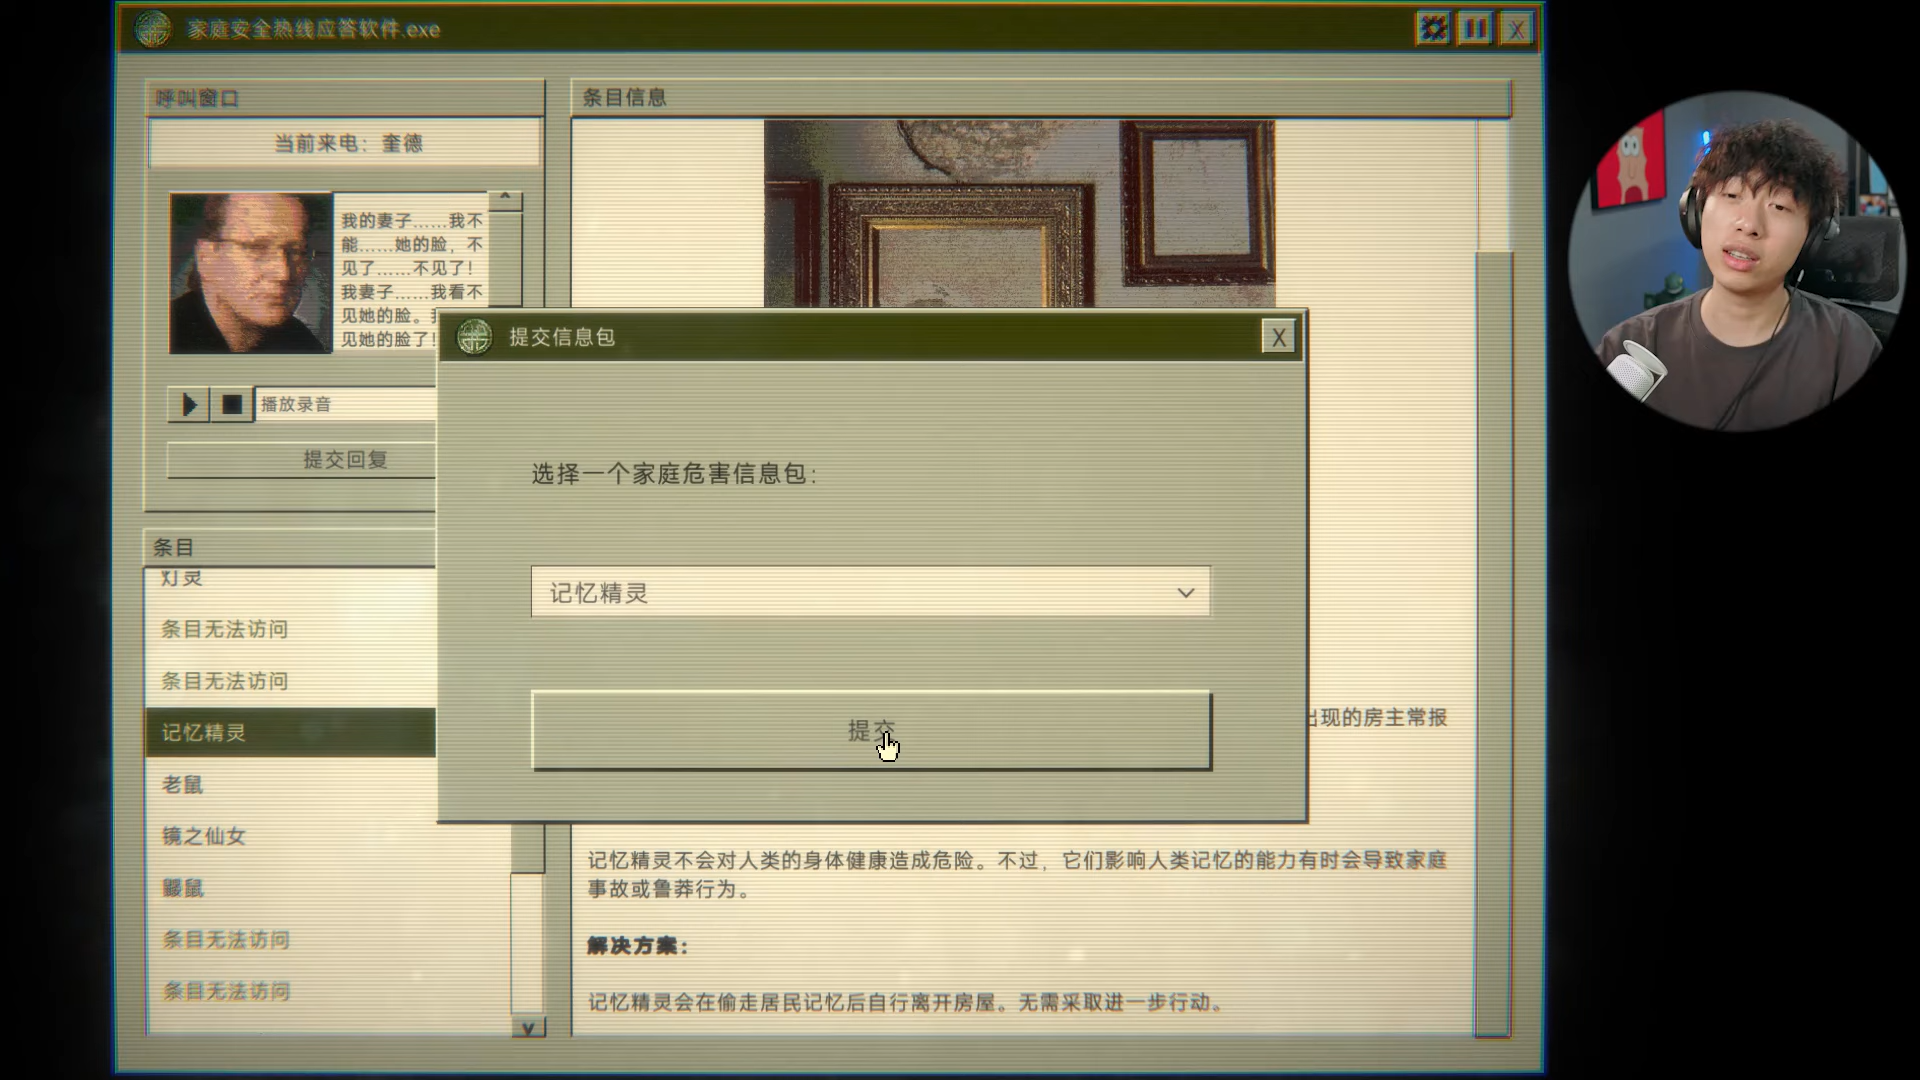 家庭安全热线应答软件.exe
X
呼叫窗口
条目信息
当前来电：奎德
我的妻子……我不
能……她的脸，不
见了……不见了！
我妻子……我看不
见她的脸。
见她的脸了！
播放录音
提交回复
提交信息包
X
选择一个家庭危害信息包：
记忆精灵
提交
条目
灯灵
条目无法访问
条目无法访问
记忆精灵
老鼠
镜之仙女
鼹鼠
条目无法访问
条目无法访问
出现的房主常报
记忆精灵不会对人类的身体健康造成危险。不过，它们影响人类记忆的能力有时会导致家庭
事故或鲁莽行为。
解决方案：
记忆精灵会在偷走居民记忆后自行离开房屋。无需采取进一步行动。